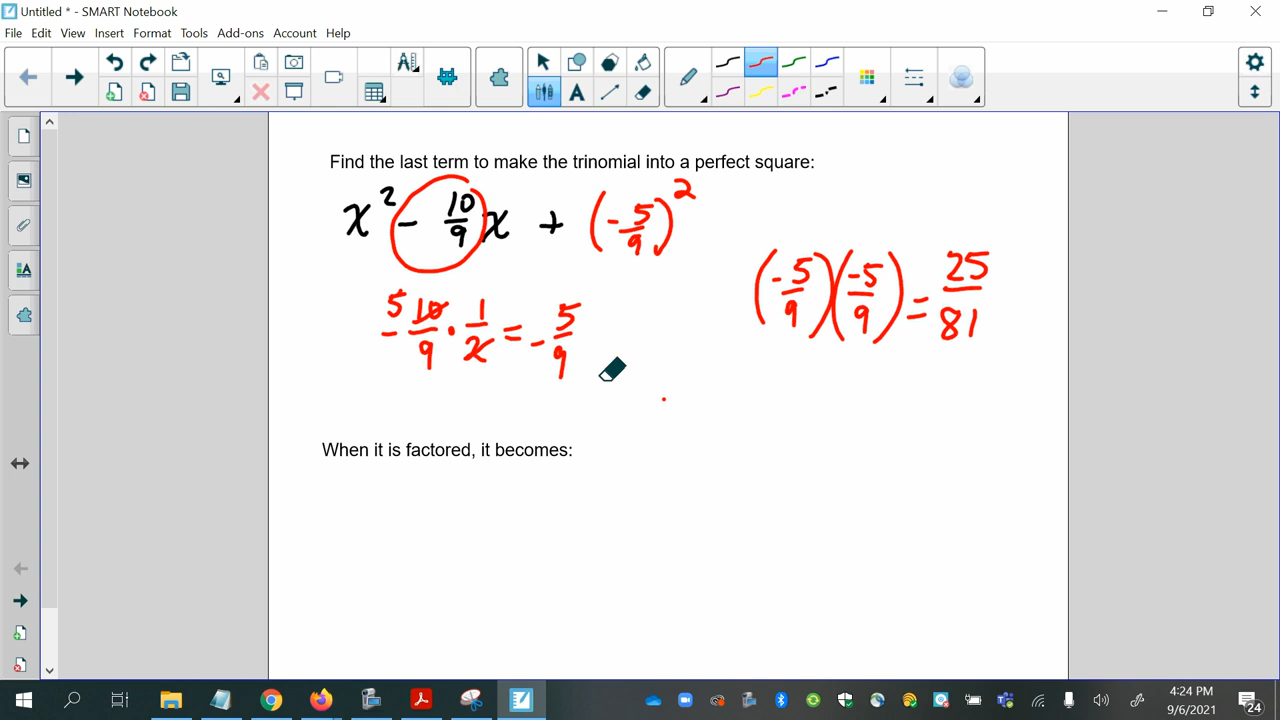 Untitled * - SMART Notebook
File Edit View Insert Format Tools Add-ons Account Help
Find the last term to make the trinomial into a perfect square:
x² - 10/9 x + (-5/9)²
(-5/9)(-5/9) = 25/81
5
- 10/9 · 1/2 = - 5/9
When it is factored, it becomes:
4:24 PM
9/6/2021
24